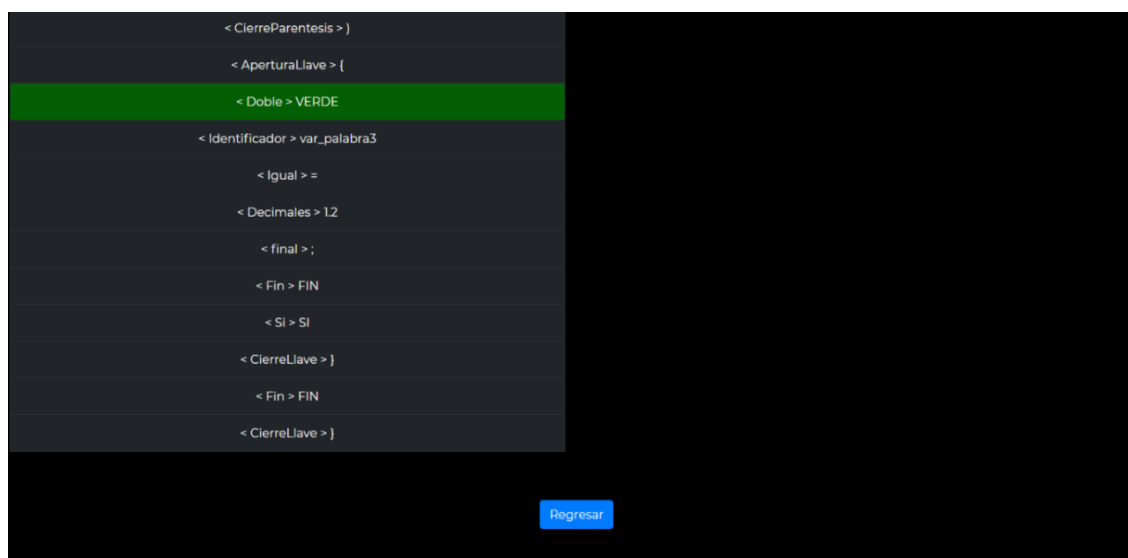 < CierreParentesis > )
< AperturaLlave > {
< Doble > VERDE
< Identificador > var_palabra3
< Igual > =
< Decimales > 1.2
< final > ;
< Fin > FIN
< Si > SI
< CierreLlave > }
< Fin > FIN
< CierreLlave > }
Regresar